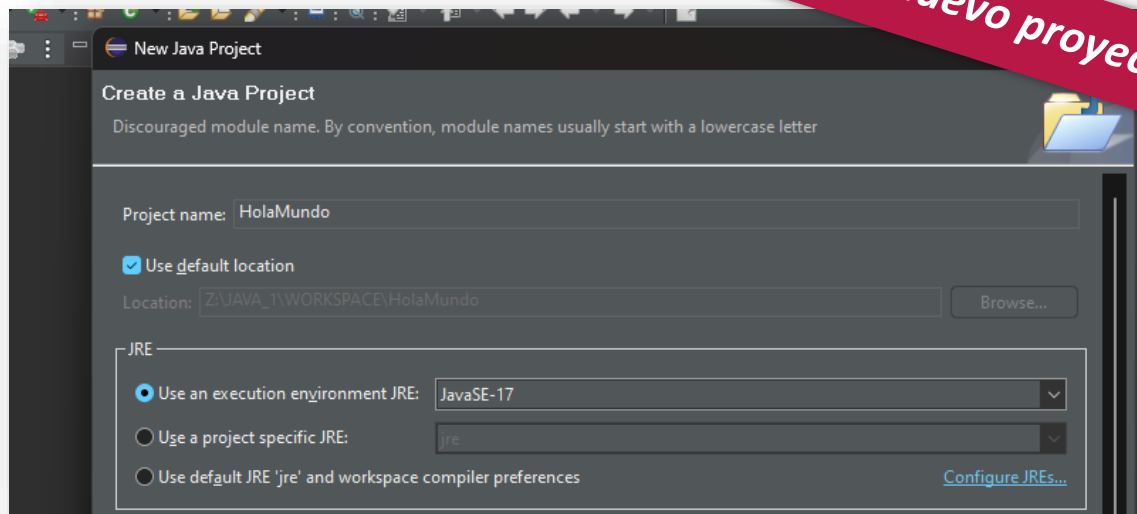 nuevo proyec
New Java Project
Create a Java Project
Discouraged module name. By convention, module names usually start with a lowercase letter
Project name: HolaMundo
Use default location
Location: Z:\JAVA_1\WORKSPACE\HolaMundo Browse...
JRE
Use an execution environment JRE: JavaSE-17
Use a project specific JRE: jre
Use default JRE 'jre' and workspace compiler preferences Configure JREs...